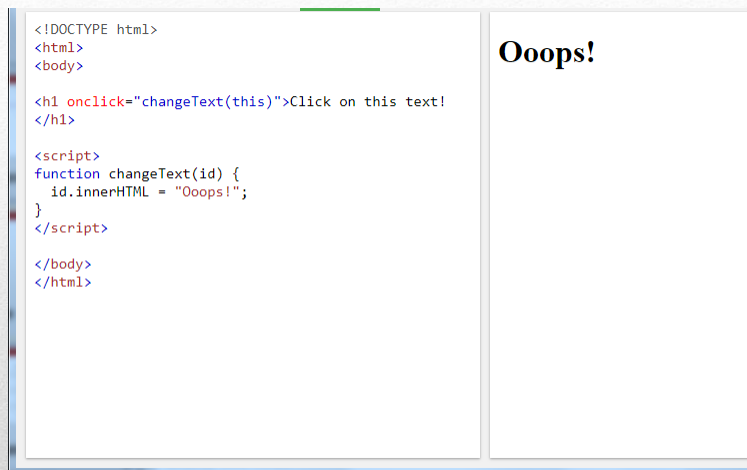 <!DOCTYPE html>
<html>
<body>
<h1 onclick="changeText(this)">Click on this text!
</h1>
<script>
function changeText(id) {
  id.innerHTML = "Ooops!";
}
</script>
</body>
</html>
Ooops!